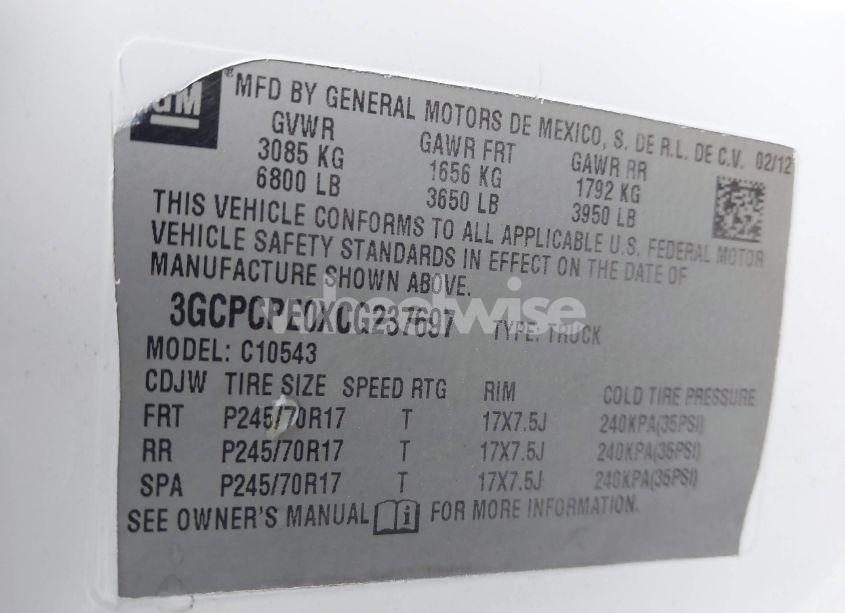 GM
® MFD BY GENERAL MOTORS DE MEXICO, S. DE R.L. DE C.V. 02/12
GVWR GAWR FRT GAWR RR
3085 KG 1656 KG 1792 KG
6800 LB 3650 LB 3950 LB
THIS VEHICLE CONFORMS TO ALL APPLICABLE U.S. FEDERAL MOTOR
VEHICLE SAFETY STANDARDS IN EFFECT ON THE DATE OF
MANUFACTURE SHOWN ABOVE.
3GCPCPE0XCG237697 TYPE: TRUCK
MODEL: C10543
CDJW TIRE SIZE SPEED RTG RIM COLD TIRE PRESSURE
FRT P245/70R17 T 17X7.5J 240KPA(35PSI)
RR P245/70R17 T 17X7.5J 240KPA(35PSI)
SPA P245/70R17 T 17X7.5J 240KPA(35PSI)
SEE OWNER'S MANUAL FOR MORE INFORMATION.